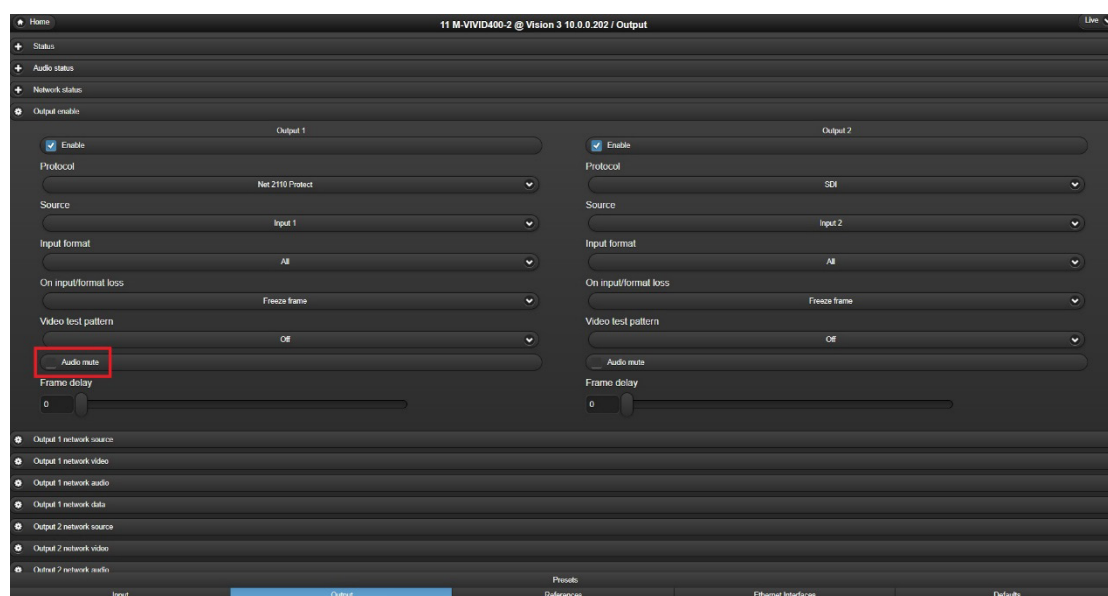 Home
11 M-VIVID400-2 @ Vision 3 10.0.0.202 / Output
Live
Status
Audio status
Network status
Output enable
Output 1
Output 2
Enable
Enable
Protocol
Protocol
Net 2110 Protect
SDI
Source
Source
Input 1
Input 2
Input format
Input format
All
All
On input/format loss
On input/format loss
Freeze frame
Freeze frame
Video test pattern
Video test pattern
Off
Off
Audio mute
Audio mute
Frame delay
Frame delay
0
0
Output 1 network source
Output 1 network video
Output 1 network audio
Output 1 network data
Output 2 network source
Output 2 network video
Output 2 network audio
Presets
Input
Output
References
Ethernet Interfaces
Defaults